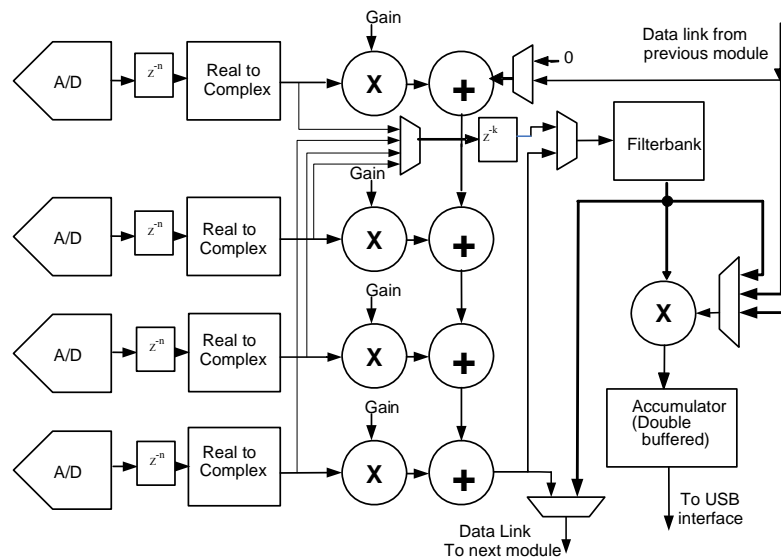 Gain
Data link from
previous module
0
A/D
z-n
Real to
Complex
X
+
z-k
Filterbank
Gain
A/D
z-n
Real to
Complex
X
+
Gain
A/D
z-n
Real to
Complex
X
+
X
Accumulator
(Double
buffered)
Gain
A/D
z-n
Real to
Complex
X
+
To USB
interface
Data Link
To next module